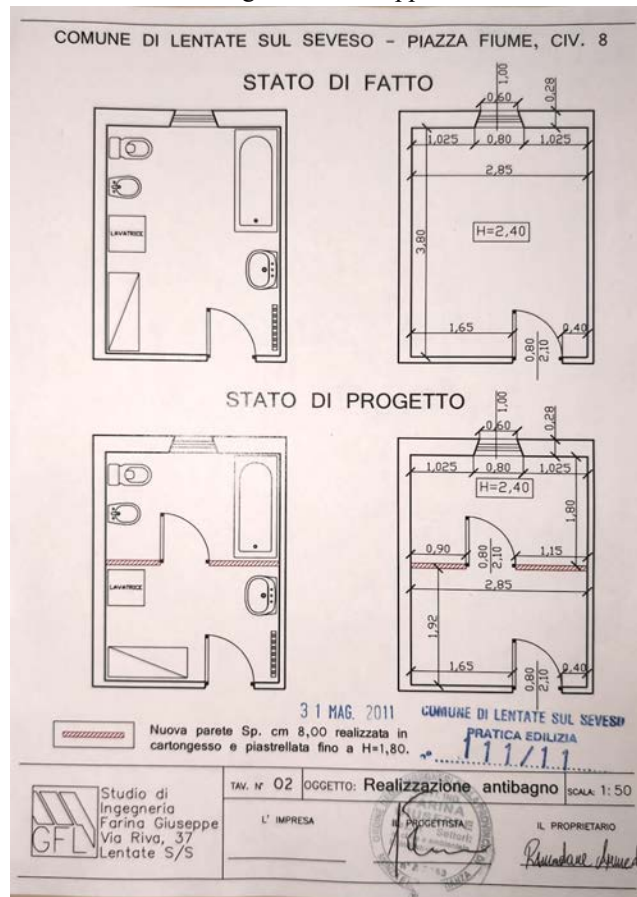 COMUNE DI LENTATE SUL SEVESO - PIAZZA FIUME, CIV. 8
STATO DI FATTO
LAVATRICE
1,00
0,60
0,28
1,025 0,80 1,025
2,85
H=2,40
3,80
1,65 0,80 2,10 0,40
STATO DI PROGETTO
LAVATRICE
1,00
0,60
0,28
1,025 0,80 1,025
H=2,40
1,80
0,90 0,80 2,10 1,15
2,85
1,92
1,65 0,80 2,10 0,40
31 MAG. 2011
COMUNE DI LENTATE SUL SEVESO
PRATICA EDILIZIA
111/11
Nuova parete Sp. cm 8,00 realizzata in
cartongesso e piastrellata fino a H=1,80.
GFL
Studio di
Ingegneria
Farina Giuseppe
Via Riva, 37
Lentate S/S
TAV. N° 02 OGGETTO: Realizzazione antibagno SCALA: 1:50
L' IMPRESA
IL PROGETTISTA
IL PROPRIETARIO
FARINA